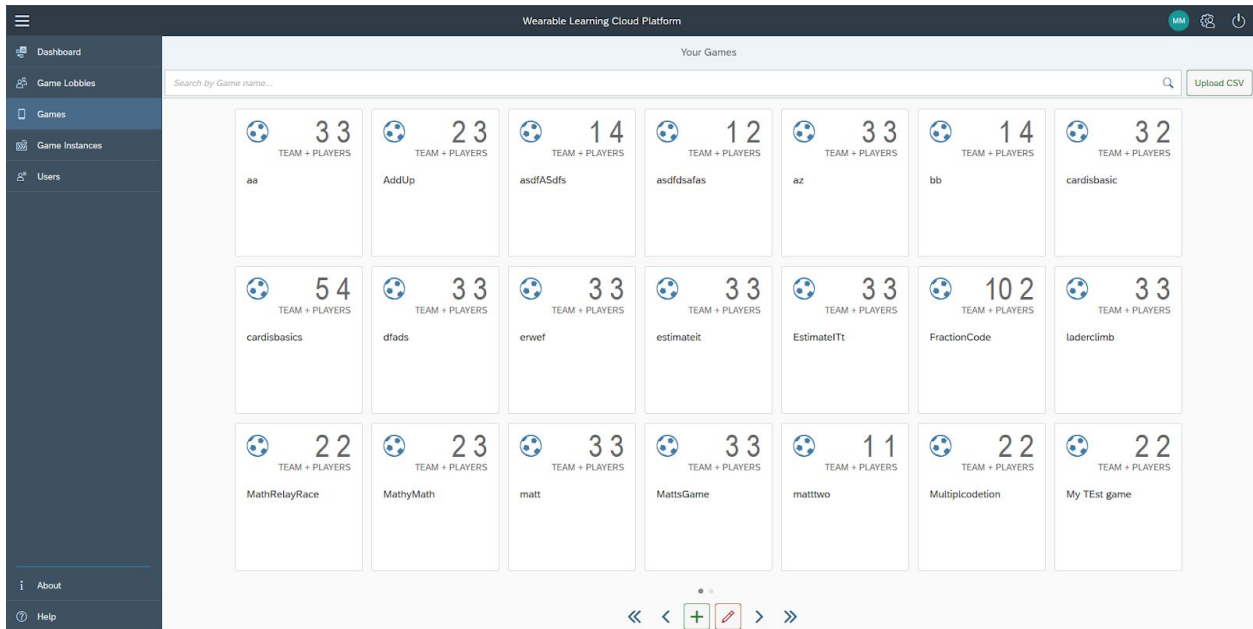 Wearable Learning Cloud Platform
MM
Dashboard
Game Lobbies
Games
Game Instances
Users
About
Help
Your Games
Search by Game name...
Upload CSV
3 3
TEAM + PLAYERS
aa
2 3
TEAM + PLAYERS
AddUp
1 4
TEAM + PLAYERS
asdfASdfs
1 2
TEAM + PLAYERS
asdfdsafas
3 3
TEAM + PLAYERS
az
1 4
TEAM + PLAYERS
bb
3 2
TEAM + PLAYERS
cardisbasic
5 4
TEAM + PLAYERS
cardisbasics
3 3
TEAM + PLAYERS
dfads
3 3
TEAM + PLAYERS
erwef
3 3
TEAM + PLAYERS
estimateit
3 3
TEAM + PLAYERS
EstimateITt
10 2
TEAM + PLAYERS
FractionCode
3 3
TEAM + PLAYERS
laderclimb
2 2
TEAM + PLAYERS
MathRelayRace
2 3
TEAM + PLAYERS
MathyMath
3 3
TEAM + PLAYERS
matt
3 3
TEAM + PLAYERS
MattsGame
1 1
TEAM + PLAYERS
matttwo
2 2
TEAM + PLAYERS
Multiplcodetion
2 2
TEAM + PLAYERS
My TEst game